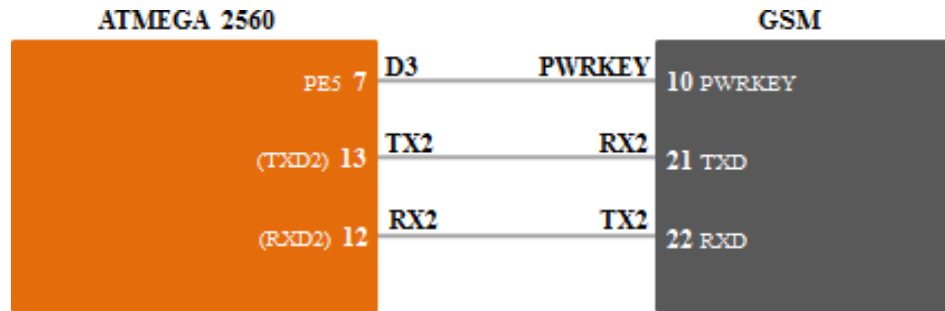 ATMEGA 2560 GSM
PE5 7 D3 PWRKEY 10 PWRKEY
(TXD2) 13 TX2 RX2 21 TXD
(RXD2) 12 RX2 TX2 22 RXD